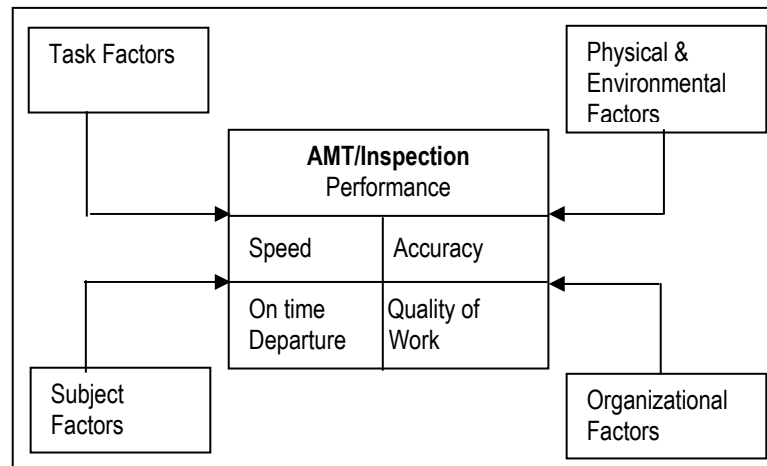 Task Factors
Physical &
Environmental
Factors
AMT/Inspection
Performance
Speed
Accuracy
On time
Departure
Quality of
Work
Subject
Factors
Organizational
Factors